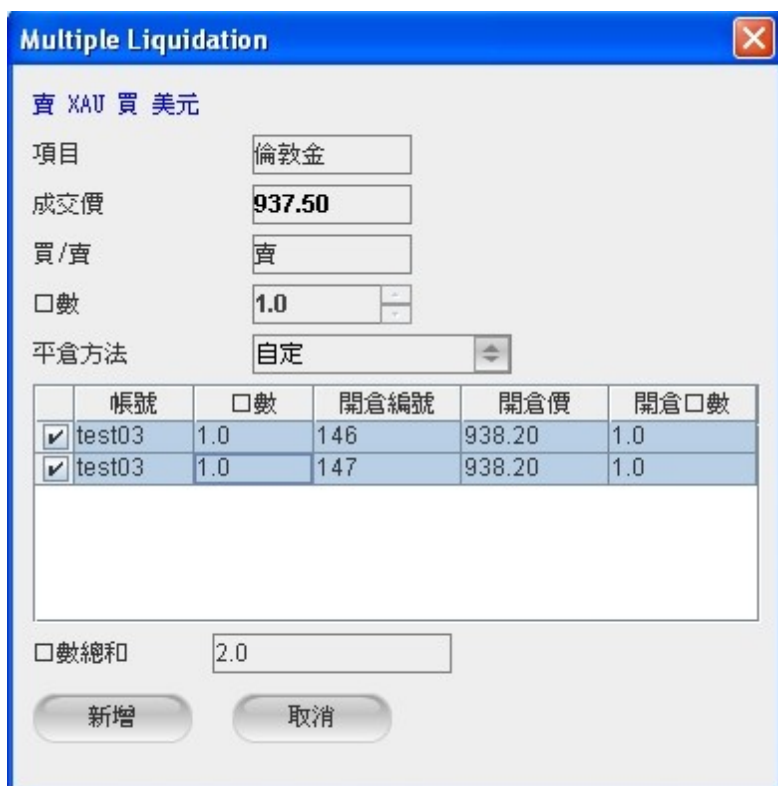 Multiple Liquidation
賣 XAU 買 美元
項目 倫敦金
成交價 937.50
買/賣 賣
口數 1.0
平倉方法 自定
帳號 口數 開倉編號 開倉價 開倉口數
test03 1.0 146 938.20 1.0
test03 1.0 147 938.20 1.0
口數總和 2.0
新增 取消